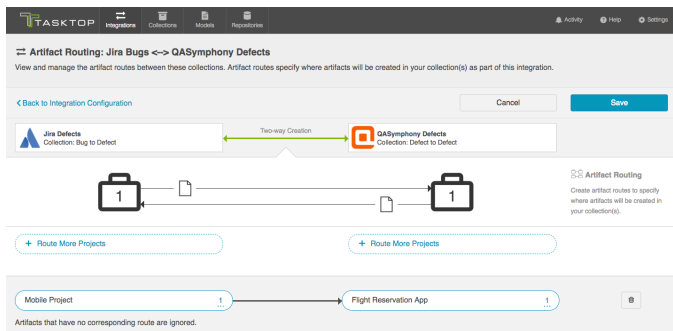 TASKTOP
Integrations
Collections
Models
Repositories
Activity
Help
Settings
Artifact Routing: Jira Bugs <--> QASymphony Defects
View and manage the artifact routes between these collections. Artifact routes specify where artifacts will be created in your collection(s) as part of this integration.
Back to Integration Configuration
Cancel
Save
Jira Defects
Collection: Bug to Defect
Two-way Creation
QASymphony Defects
Collection: Defect to Defect
1
1
Artifact Routing
Create artifact routes to specify
where artifacts will be created in
your collection(s).
+ Route More Projects
+ Route More Projects
Mobile Project 1
Flight Reservation App 1
Artifacts that have no corresponding route are ignored.